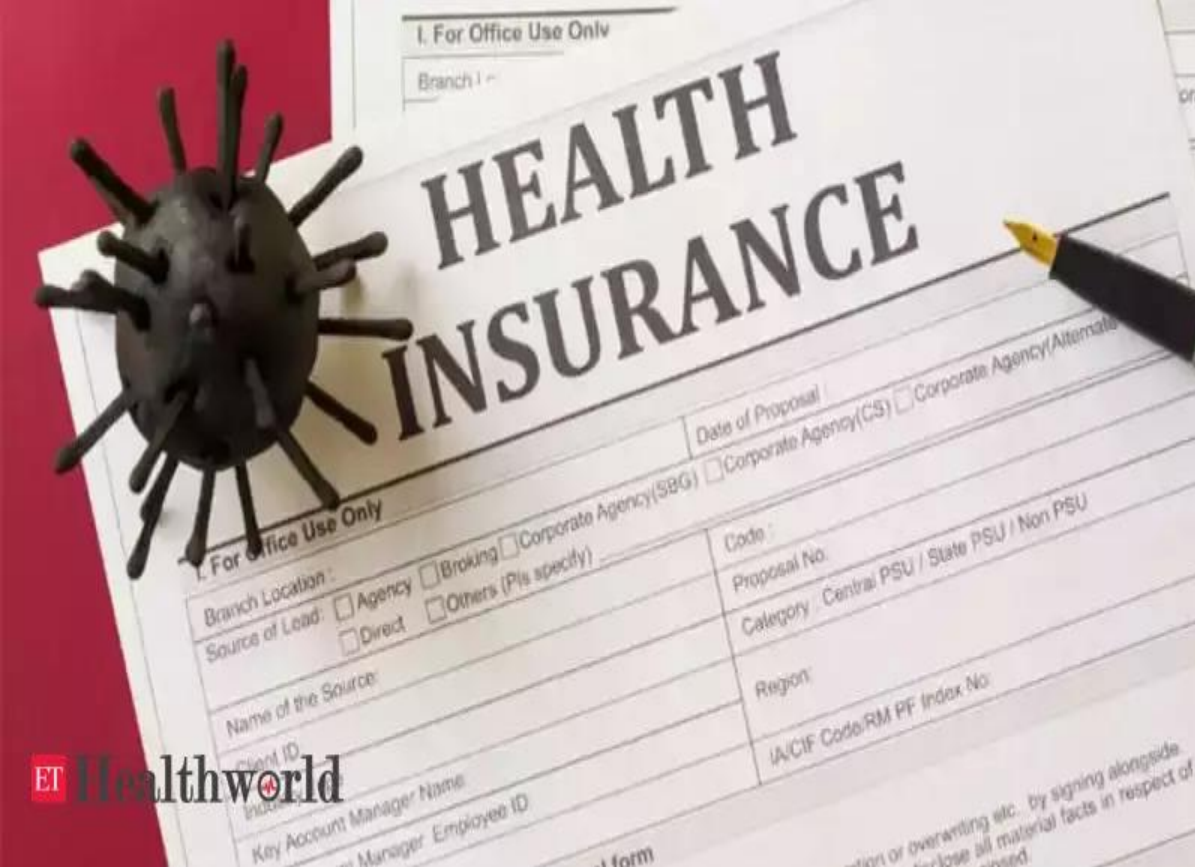 I. For Office Use Only
Branch
HEALTH
INSURANCE
Date of Proposal :
I. For Office Use Only
Branch Location :
Source of Lead: Agency Broking Corporate Agency(SBG) Corporate Agency(CS) Corporate Agency(Alternate
Direct Others (Pls specify)
Code :
Name of the Source:
Proposal No.
Category : Central PSU / State PSU / Non PSU
Client ID
Region:
Key Account Manager Name
IA/CIF Code/RM PF Index No:
Manager Employee ID
form
or overwriting etc. by signing alongside.
all material facts in respect of
ET Healthworld